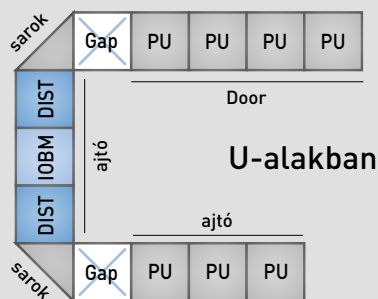 sarok
Gap PU PU PU PU
Door
DIST
IOBM
DIST
ajtó
U-alakban
ajtó
sarok
Gap PU PU PU